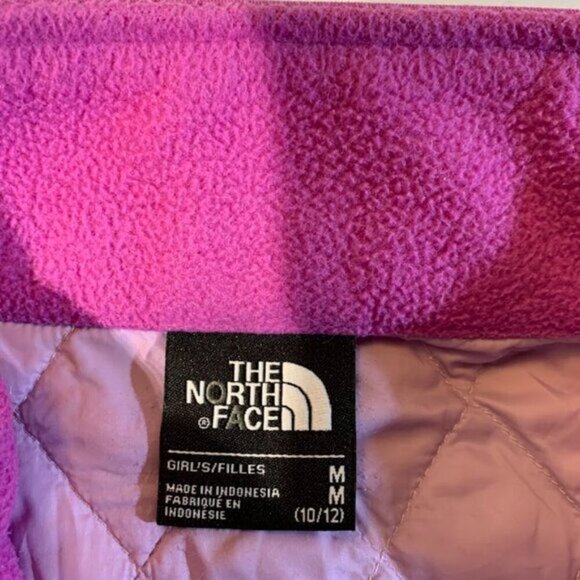 THE
NORTH
FACE®
GIRL'S/FILLES M
MADE IN INDONESIA M
FABRIQUÉ EN
INDONÉSIE (10/12)